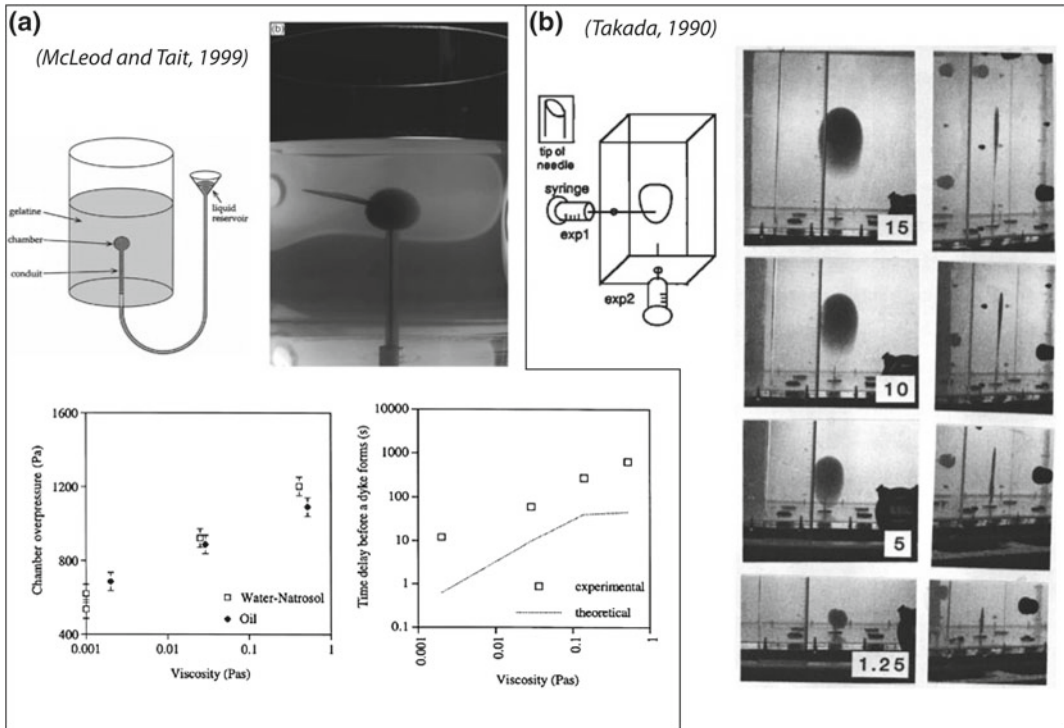 (a)
(McLeod and Tait, 1999)
(b)
gelatine
chamber
conduit
liquid
reservoir
(b)
(Takada, 1990)
tip of
needle
syringe
exp1
exp2
15
10
5
1.25
Chamber overpressure (Pa)
1600
1200
800
400
0.001
0.01
0.1
1
Viscosity (Pas)
Water-Natrosol
Oil
Time delay before a dyke forms (s)
10000
1000
100
10
1
0.1
0.001
0.01
0.1
1
Viscosity (Pas)
experimental
theoretical